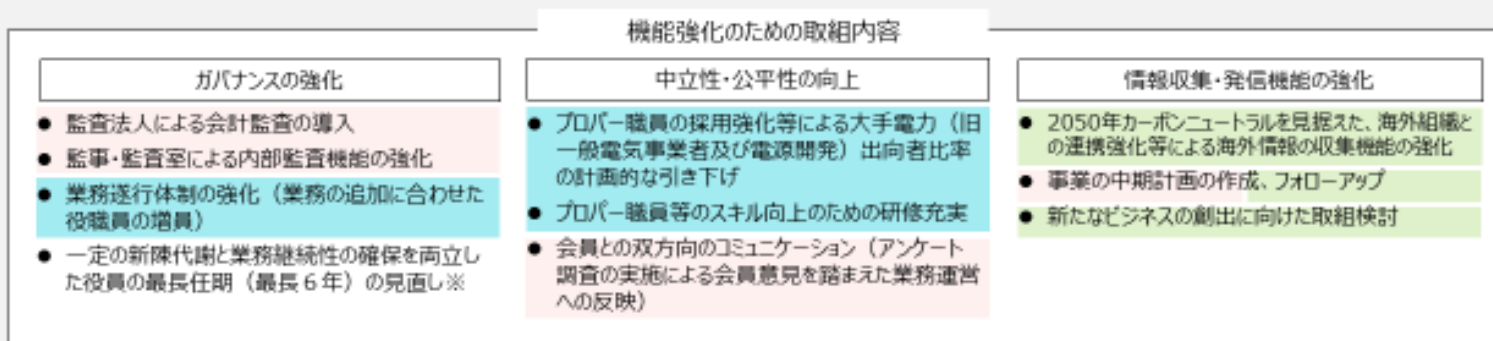 機能強化のための取組内容
ガバナンスの強化
● 監査法人による会計監査の導入
● 監事・監査室による内部監査機能の強化
● 業務遂行体制の強化（業務の追加に合わせた
役職員の増員）
● 一定の新陳代謝と業務継続性の確保を両立し
た役員の最長任期（最長６年）の見直し※
中立性・公平性の向上
● プロパー職員の採用強化等による大手電力（旧
一般電気事業者及び電源開発）出向者比率
の計画的な引き下げ
● プロパー職員等のスキル向上のための研修充実
● 会員との双方向のコミュニケーション（アンケート
調査の実施による会員意見を踏まえた業務運営
への反映）
情報収集・発信機能の強化
● 2050年カーボンニュートラルを見据えた、海外組織と
の連携強化等による海外情報の収集機能の強化
● 事業の中期計画の作成、フォローアップ
● 新たなビジネスの創出に向けた取組検討